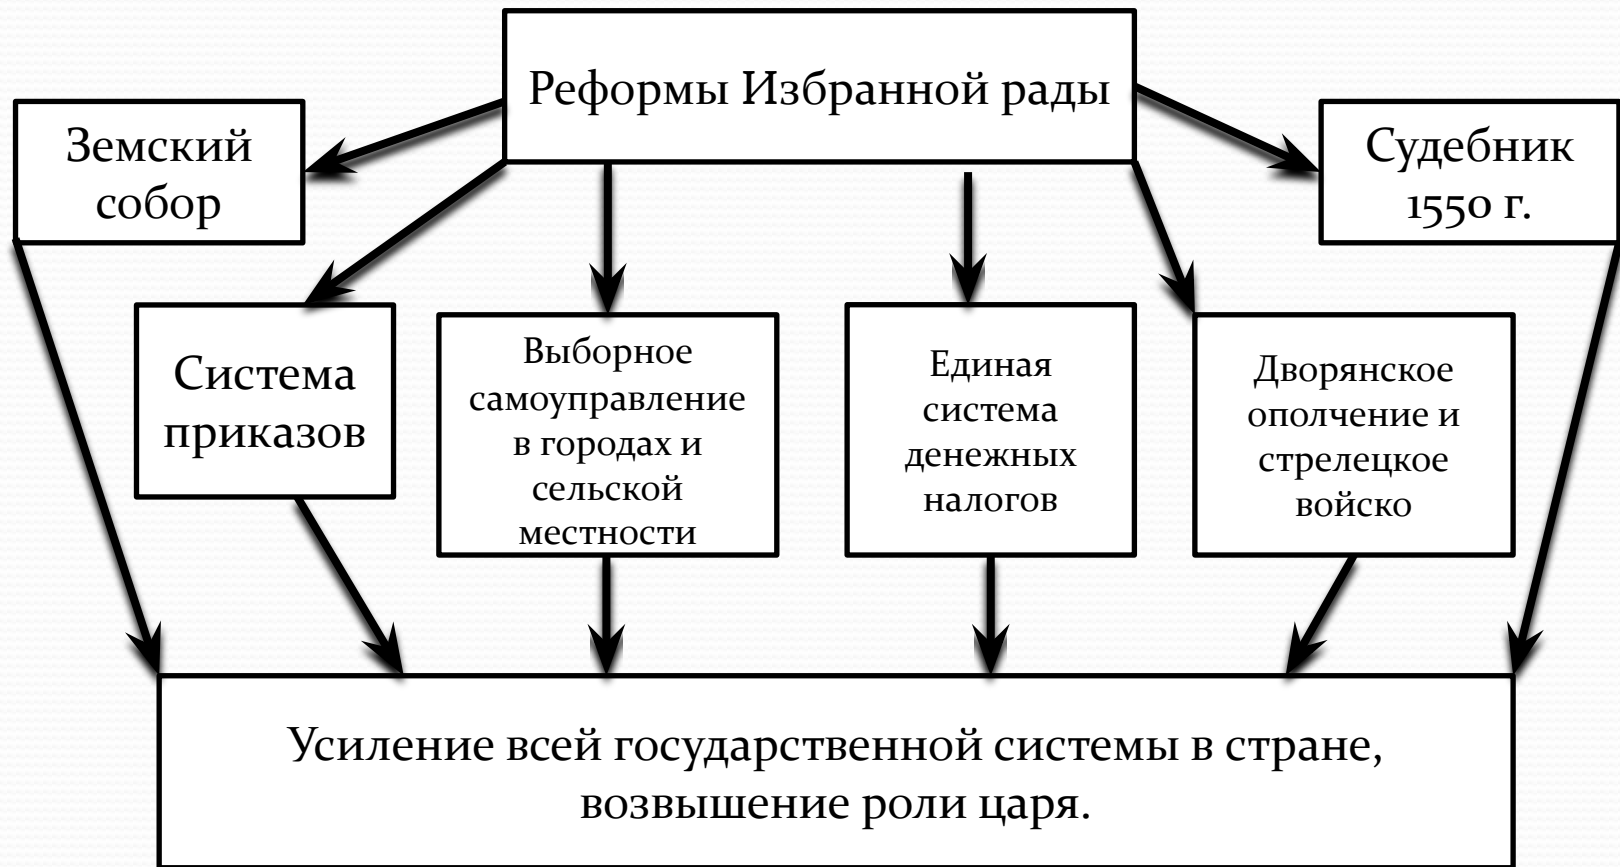 Реформы Избранной рады
Земский
собор
Судебник
1550 г.
Система
приказов
Выборное
самоуправление
в городах и
сельской
местности
Единая
система
денежных
налогов
Дворянское
ополчение и
стрелецкое
войско
Усиление всей государственной системы в стране,
возвышение роли царя.